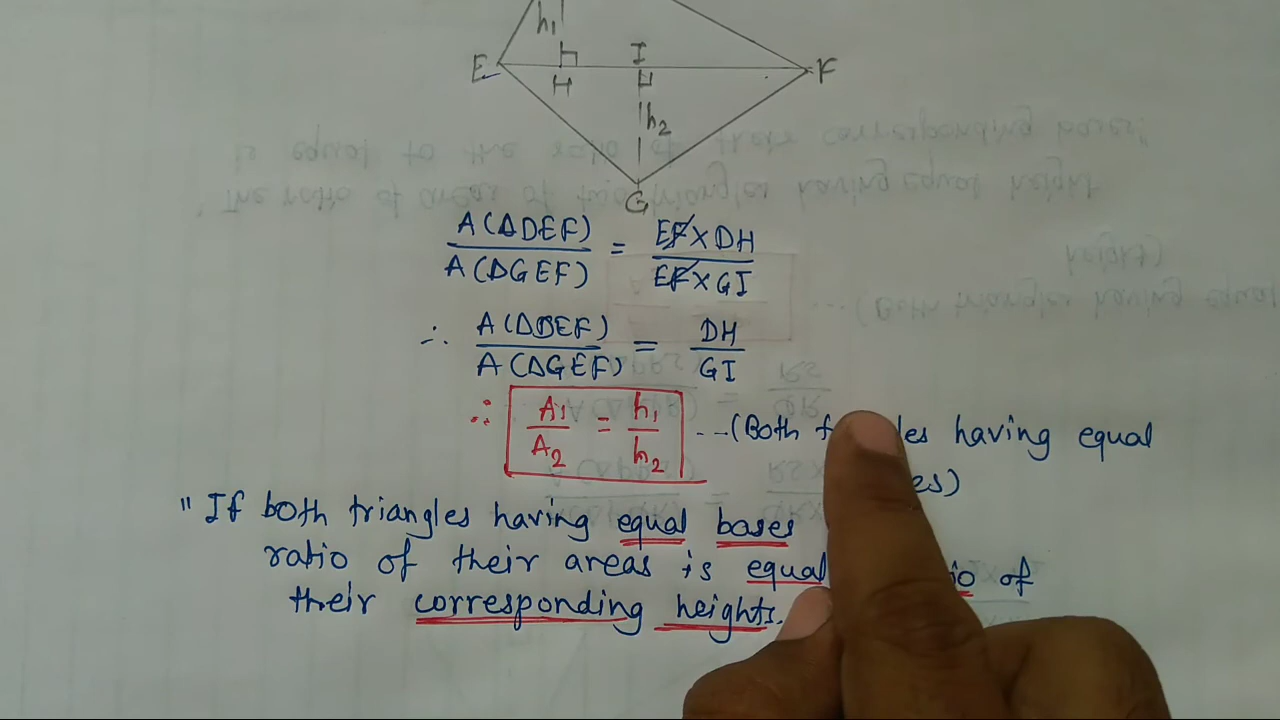 h₁
E I F
H
h₂
G
A(ΔDEF) / A(ΔGEF) = EF×DH / EF×GI
∴ A(ΔDEF) / A(ΔGEF) = DH / GI
∴ A₁ / A₂ = h₁ / h₂ ---(Both having equal
"If both triangles having equal bases
ratio of their areas is equal of
their corresponding heights.